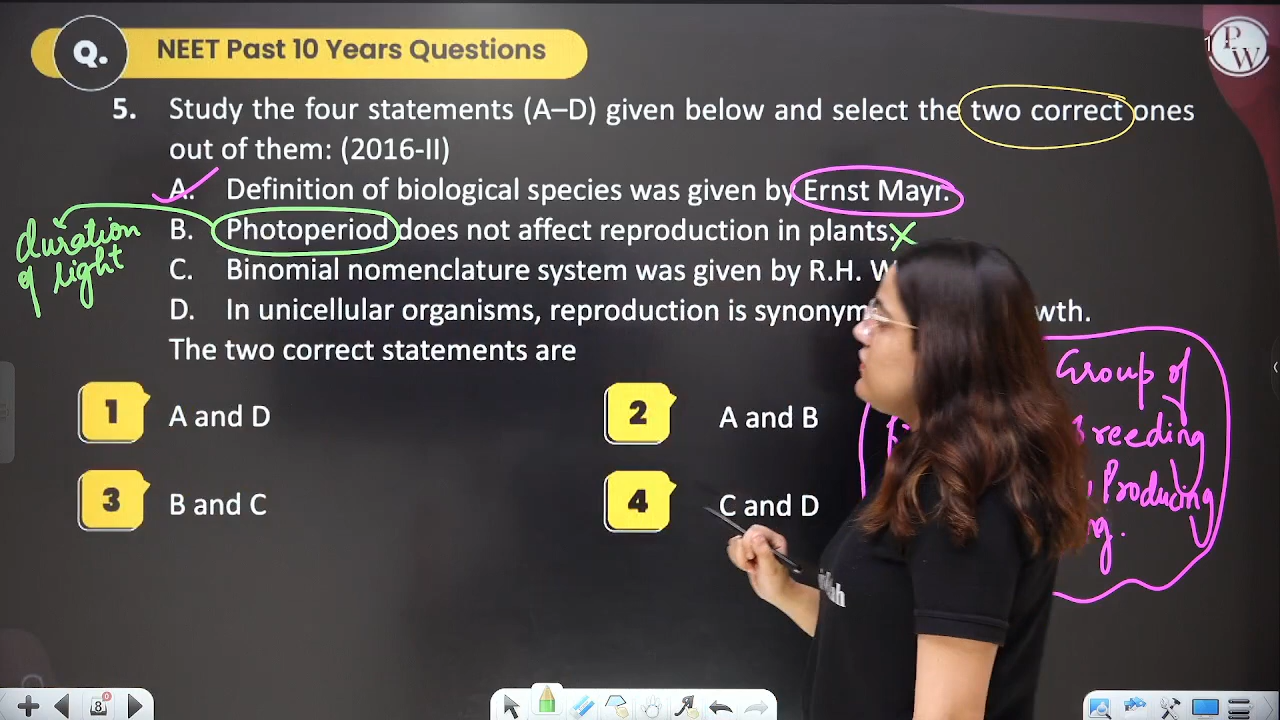 Q.
NEET Past 10 Years Questions
PW
5. Study the four statements (A–D) given below and select the two correct ones
out of them: (2016-II)
A. Definition of biological species was given by Ernst Mayr.
B. Photoperiod does not affect reproduction in plants.
duration
of light
C. Binomial nomenclature system was given by R.H.
D. In unicellular organisms, reproduction is
The two correct statements are
1 A and D
2 A and B
3 B and C
4 C and D
Group of
Breeding
Producing
8